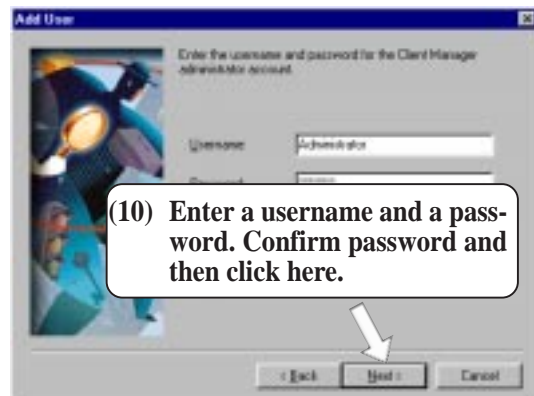 Add User
Enter the username and password for the Client Manager
administrator account.
Username
Administrator
Password
(10) Enter a username and a pass-
word. Confirm password and
then click here.
< Back
Next >
Cancel